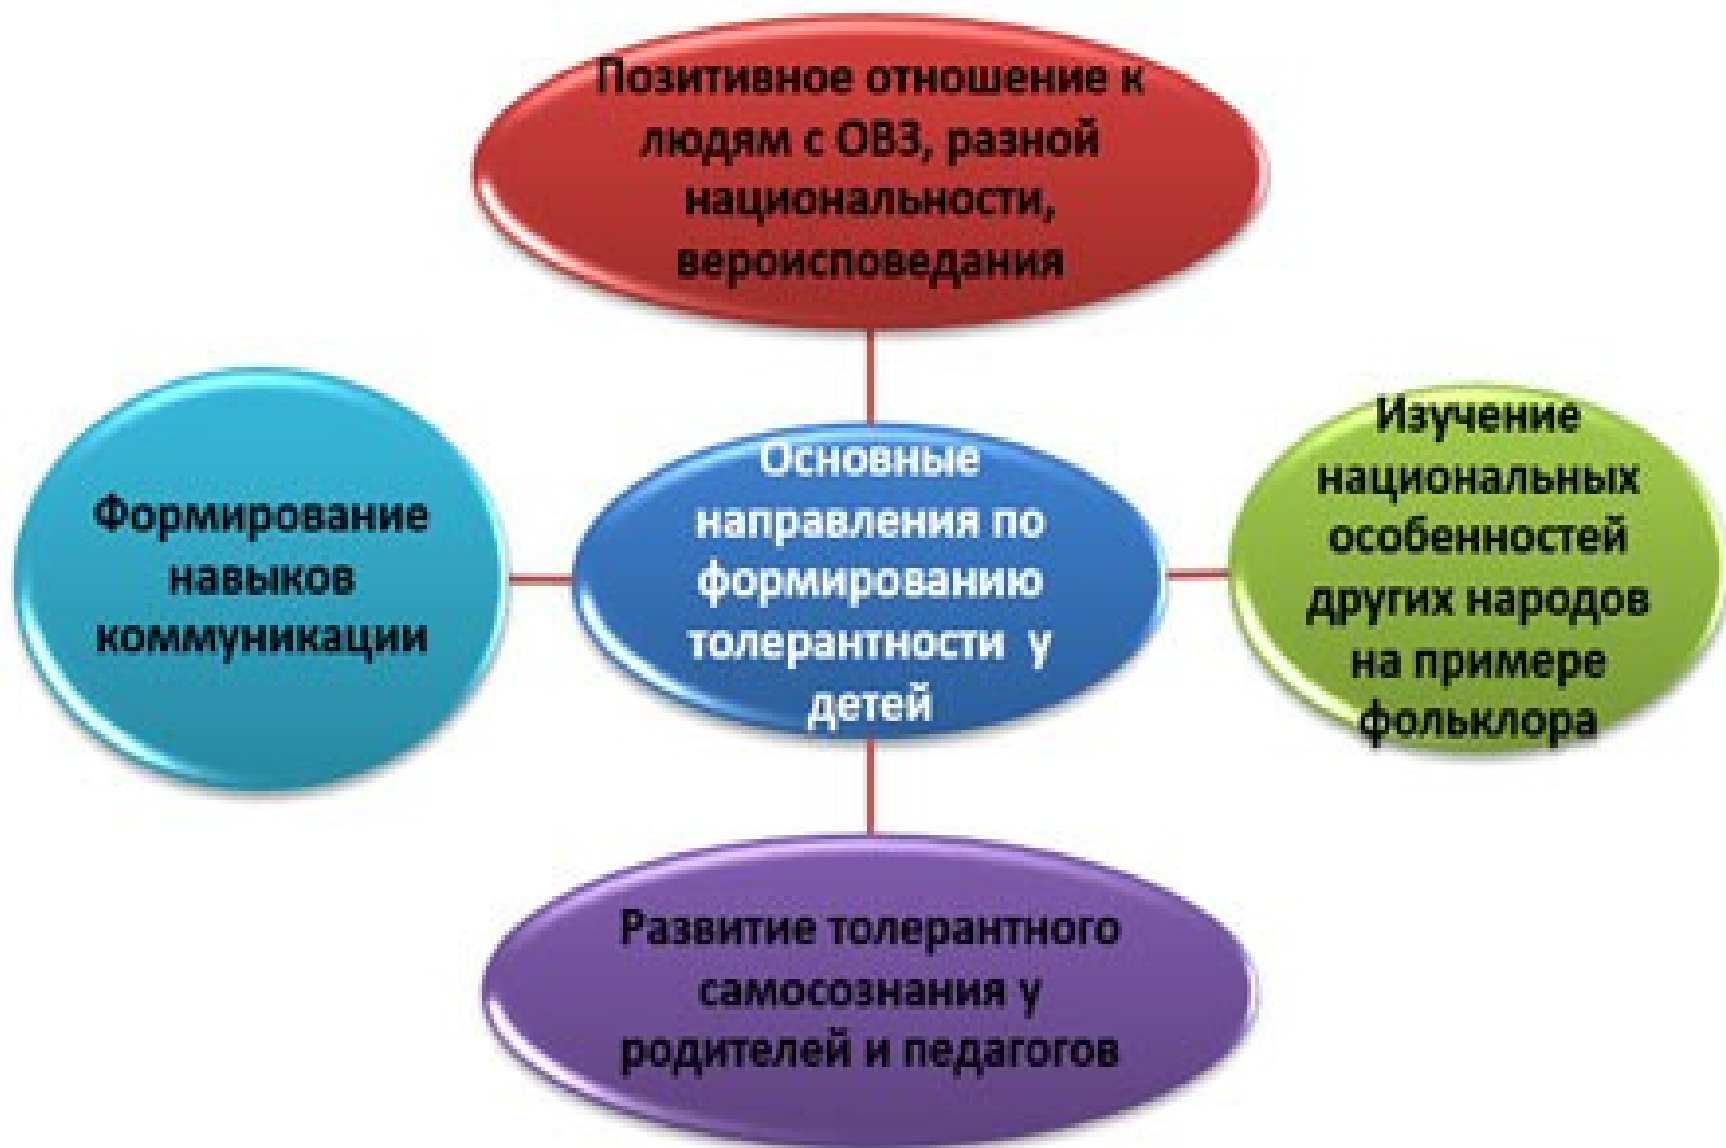 Позитивное отношение к
людям с ОВЗ, разной
национальности,
вероисповедания
Формирование
навыков
коммуникации
Основные
направления по
формированию
толерантности у
детей
Изучение
национальных
особенностей
других народов
на примере
фольклора
Развитие толерантного
самосознания у
родителей и педагогов